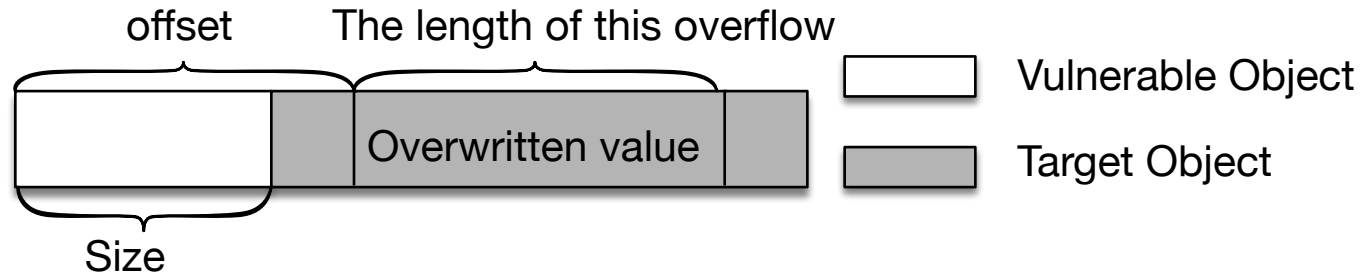 offset
The length of this overflow
Vulnerable Object
Overwritten value
Target Object
Size